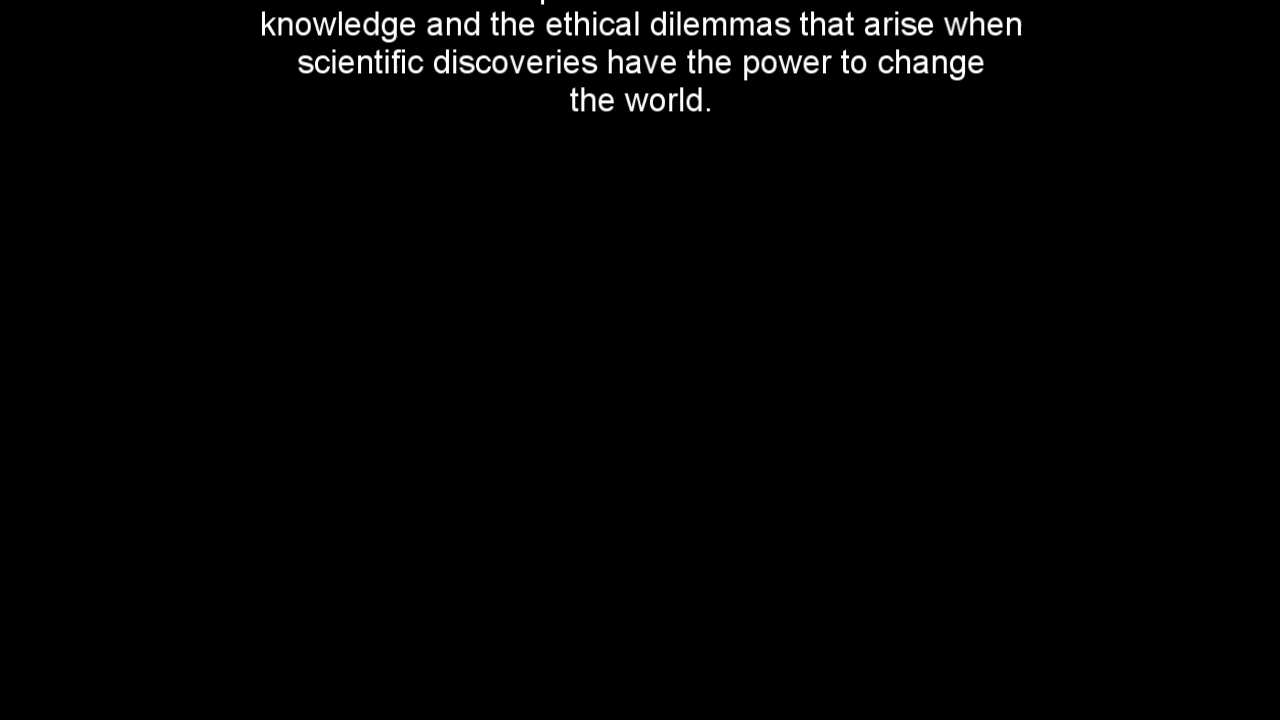 knowledge and the ethical dilemmas that arise when
scientific discoveries have the power to change
the world.